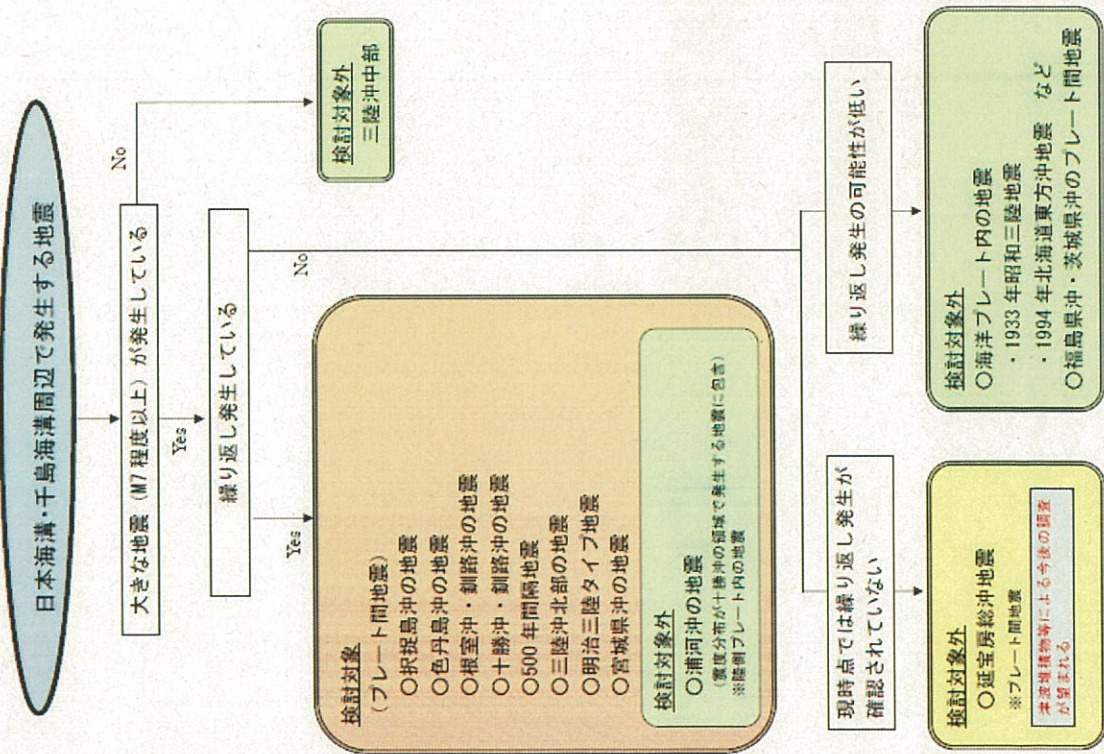 日本海溝・千島海溝周辺で発生する地震
大きな地震（M7程度以上）が発生している
No
検討対象外
三陸沖中部
Yes
繰り返し発生している
Yes
No
検討対象
（プレート間地震）
○択捉島沖の地震
○色丹島沖の地震
○根室沖・釧路沖の地震
○十勝沖・釧路沖の地震
○500年間隔地震
○三陸沖北部の地震
○明治三陸タイプ地震
○宮城県沖の地震
検討対象外
○浦河沖の地震
（震度分布が十勝沖の領域で発生する地震に包含）
※陸側プレート内の地震
現時点では繰り返し発生が
確認されていない
繰り返し発生の可能性が低い
検討対象外
○延宝房総沖地震
※プレート間地震
津波堆積物等による今後の調査
が望まれる
検討対象外
○海洋プレート内の地震
・1933年昭和三陸地震
・1994年北海道東方沖地震　など
○福島県沖・茨城県沖のプレート間地震